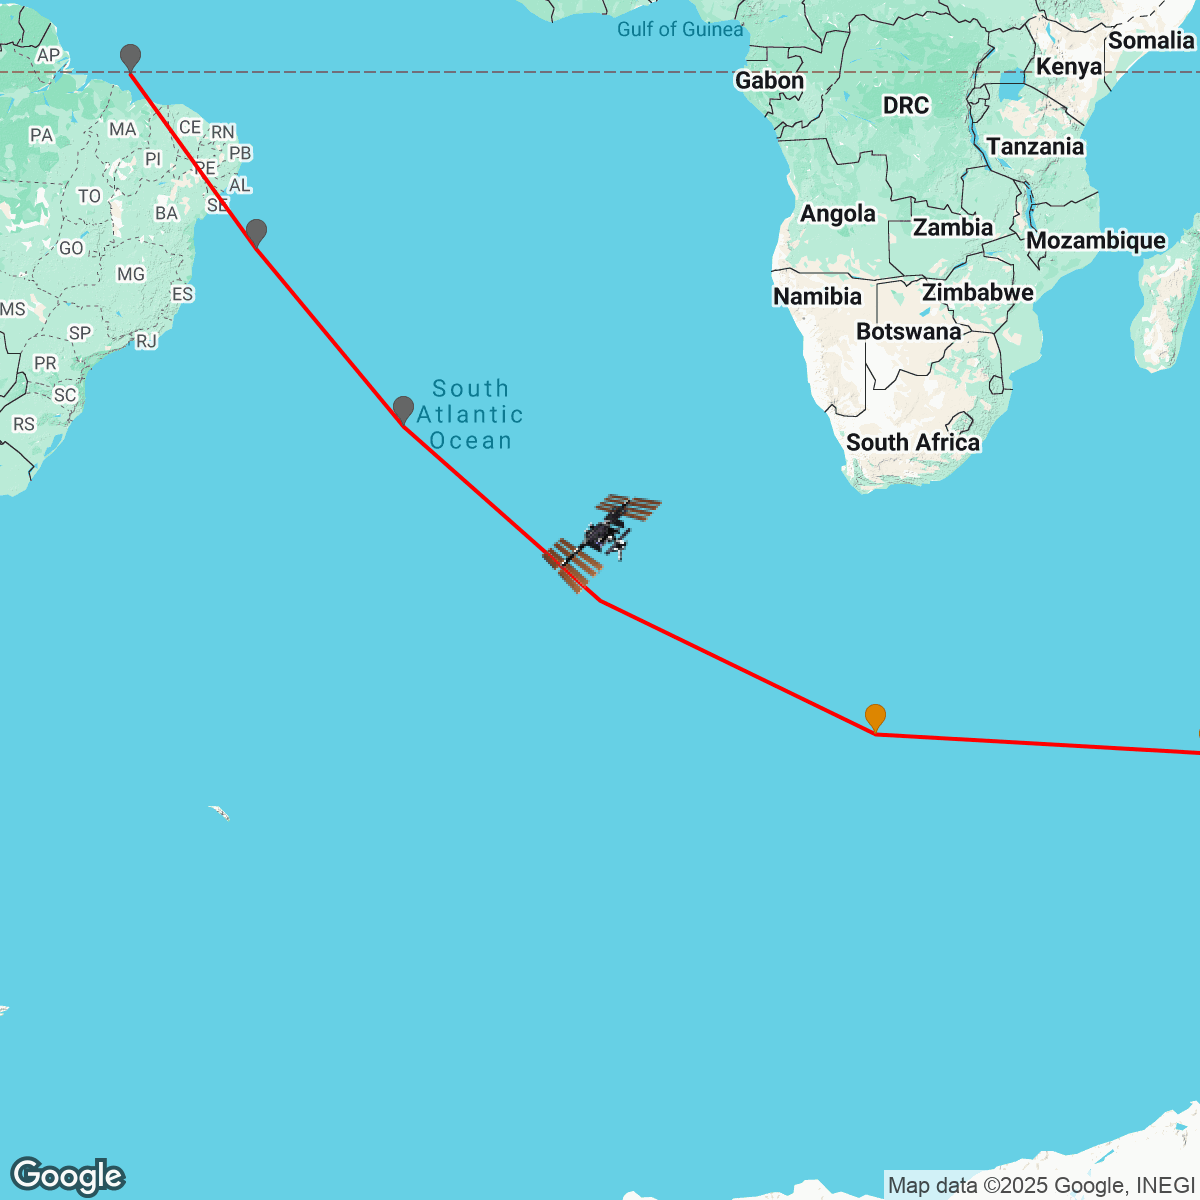 Gulf of Guinea
Somalia
AP
Kenya
Gabon
DRC
PA
MA
CE
RN
Tanzania
PI
PB
PE
TO
AL
BA
SE
Angola
Zambia
Mozambique
GO
MG
ES
Namibia
Zimbabwe
MS
SP
RJ
Botswana
PR
SC
South
Atlantic
Ocean
RS
South Africa
Google
Map data ©2025 Google, INEGI